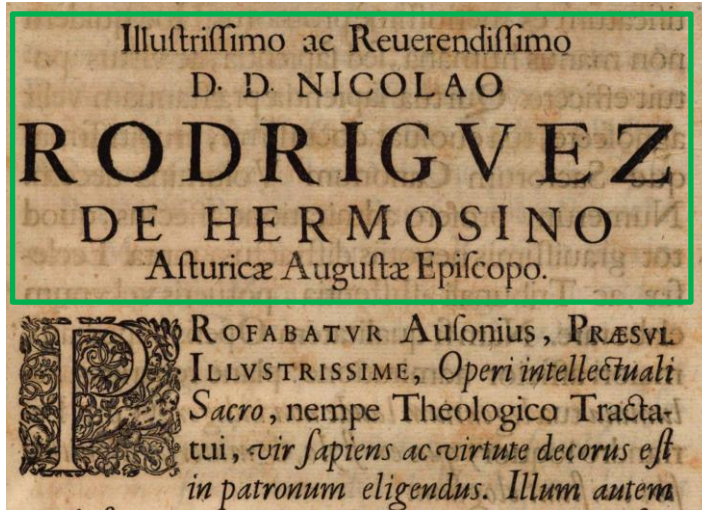 Illuſtriſſimo ac Reuerendiſſimo
D. D. NICOLAO
RODRIGVEZ
DE HERMOSINO
Aſturicæ Auguſtæ Epiſcopo.
PROFABATVR Auſonius, PRÆSVL
ILLVSTRISSIME, Operi intellectuali
Sacro, nempe Theologico Tracta-
tui, vir ſapiens ac virtute decorus eſt
in patronum eligendus. Illum autem